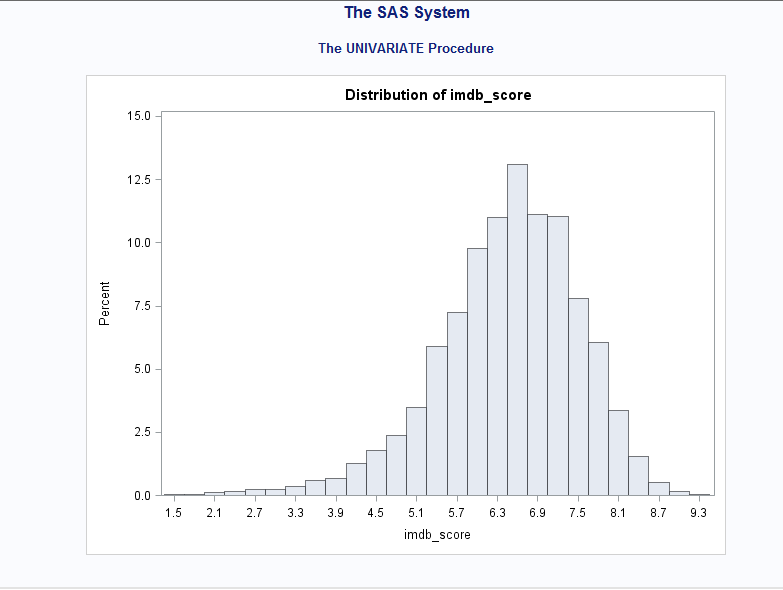 The SAS System
The UNIVARIATE Procedure
Distribution of imdb_score
15.0
12.5
10.0
7.5
5.0
2.5
0.0
Percent
1.5 2.1 2.7 3.3 3.9 4.5 5.1 5.7 6.3 6.9 7.5 8.1 8.7 9.3
imdb_score